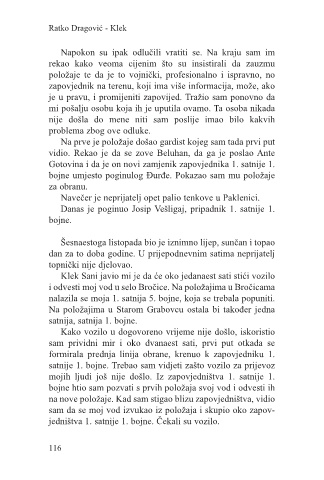 Ratko Dragović - Klek
Napokon su ipak odlučili vratiti se. Na kraju sam im
rekao kako veoma cijenim što su insistirali da zauzmu
položaje te da je to vojnički, profesionalno i ispravno, no
zapovjednik na terenu, koji ima više informacija, može, ako
je u pravu, i promijeniti zapovijed. Tražio sam ponovno da
mi pošalju osobu koja ih je uputila ovamo. Ta osoba nikada
nije došla do mene niti sam poslije imao bilo kakvih
problema zbog ove odluke.
Na prve je položaje došao gardist kojeg sam tada prvi put
vidio. Rekao je da se zove Beluhan, da ga je poslao Ante
Gotovina i da je on novi zamjenik zapovjednika 1. satnije 1.
bojne umjesto poginulog Đurđe. Pokazao sam mu položaje
za obranu.
Navečer je neprijatelj opet palio tenkove u Paklenici.
Danas je poginuo Josip Vešligaj, pripadnik 1. satnije 1.
bojne.
Šesnaestoga listopada bio je iznimno lijep, sunčan i topao
dan za to doba godine. U prijepodnevnim satima neprijatelj
topnički nije djelovao.
Klek Sani javio mi je da će oko jedanaest sati stići vozilo
i odvesti moj vod u selo Bročice. Na položajima u Bročicama
nalazila se moja 1. satnija 5. bojne, koja se trebala popuniti.
Na položajima u Starom Grabovcu ostala bi također jedna
satnija, satnija 1. bojne.
Kako vozilo u dogovoreno vrijeme nije došlo, iskoristio
sam prividni mir i oko dvanaest sati, prvi put otkada se
formirala prednja linija obrane, krenuo k zapovjedniku 1.
satnije 1. bojne. Trebao sam vidjeti zašto vozilo za prijevoz
mojih ljudi još nije došlo. Iz zapovjedništva 1. satnije 1.
bojne htio sam pozvati s prvih položaja svoj vod i odvesti ih
na nove položaje. Kad sam stigao blizu zapovjedništva, vidio
sam da se moj vod izvukao iz položaja i skupio oko zapov-
jedništva 1. satnije 1. bojne. Čekali su vozilo.
116